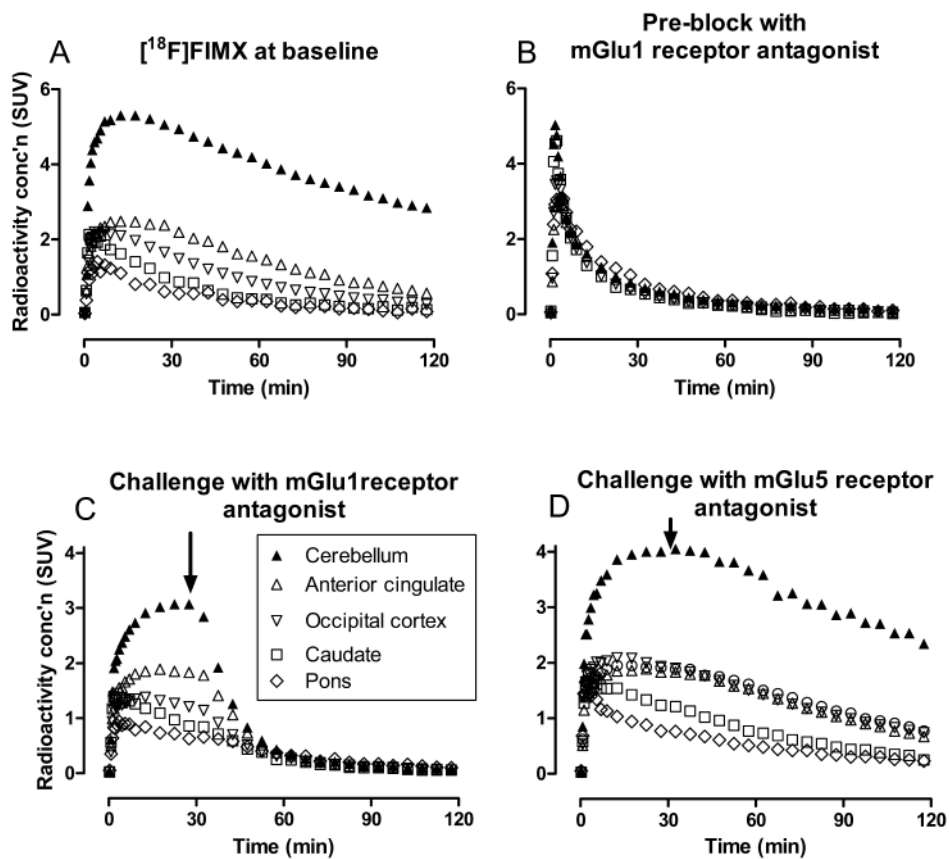 A
[18F]FIMX at baseline
Radioactivity conc'n (SUV)
6
4
2
0
0 30 60 90 120
Time (min)
B
Pre-block with
mGlu1 receptor antagonist
6
4
2
0
0 30 60 90 120
Time (min)
C
Challenge with mGlu1receptor
antagonist
Radioactivity conc'n (SUV)
4
3
2
1
0
0 30 60 90 120
Time (min)
Cerebellum
Anterior cingulate
Occipital cortex
Caudate
Pons
D
Challenge with mGlu5 receptor
antagonist
4
3
2
1
0
0 30 60 90 120
Time (min)